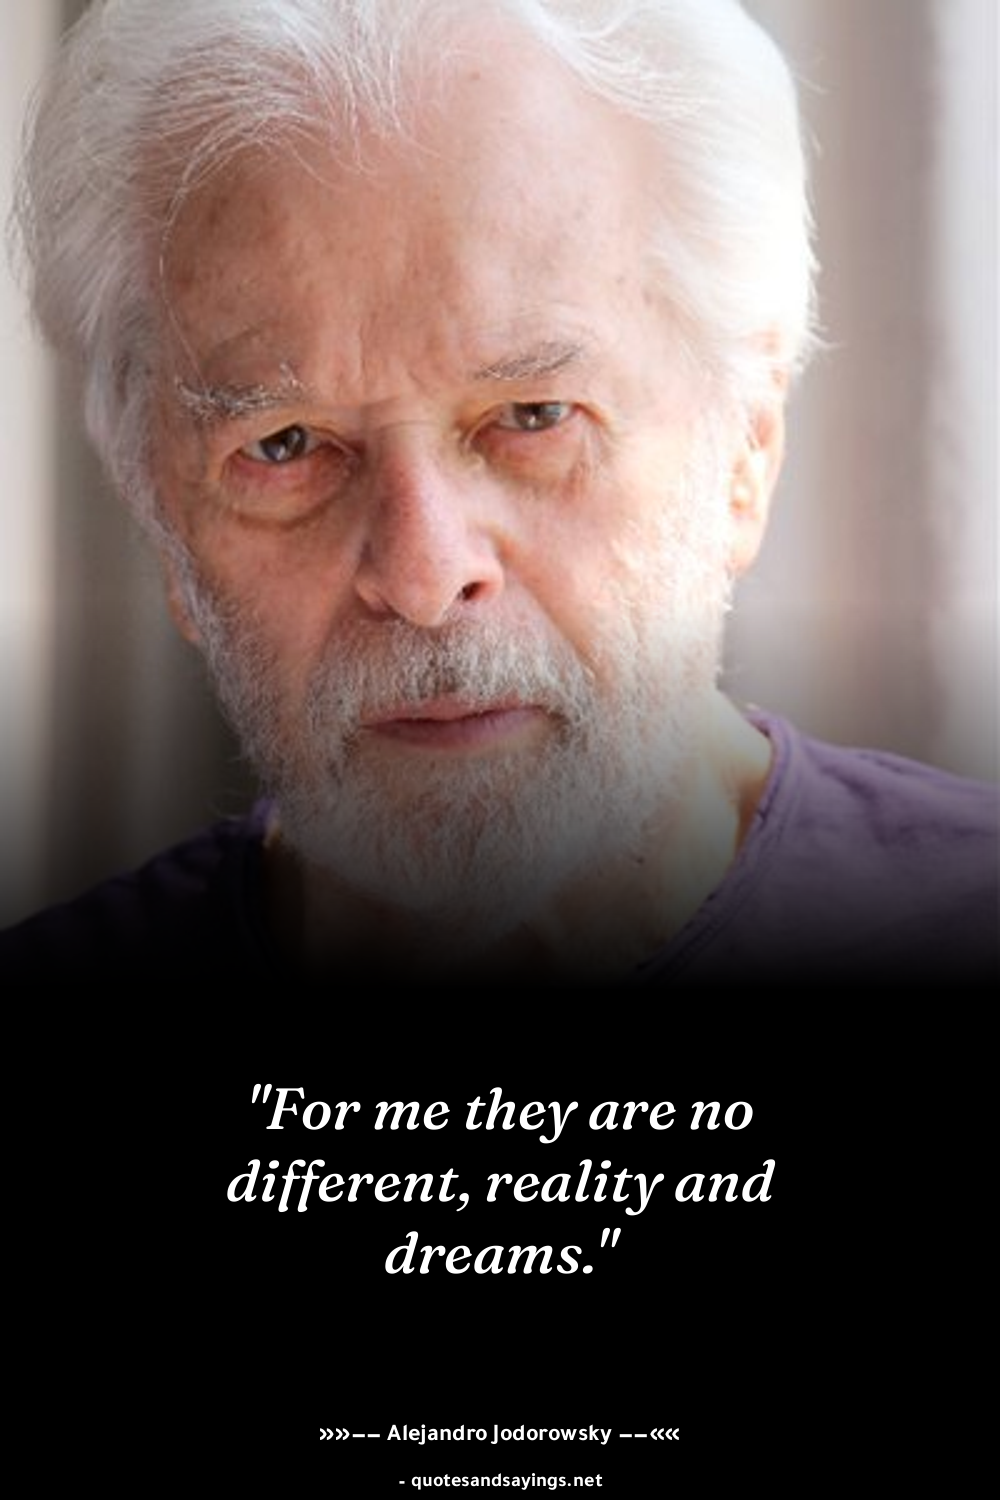 "For me they are no
different, reality and
dreams."
»»—— Alejandro Jodorowsky ——««
- quotesandsayings.net